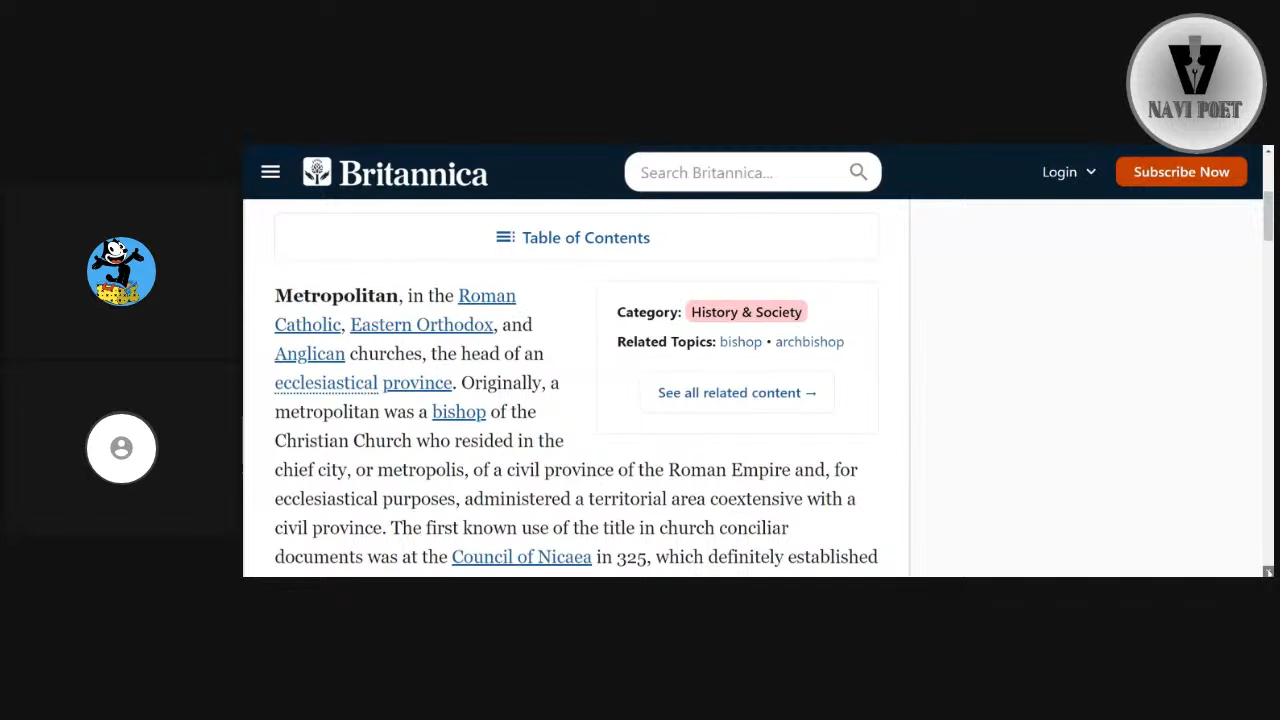 NAVI POET
Britannica
Search Britannica...
Login
Subscribe Now
Table of Contents
Metropolitan, in the Roman
Catholic, Eastern Orthodox, and
Anglican churches, the head of an
ecclesiastical province. Originally, a
metropolitan was a bishop of the
Christian Church who resided in the
chief city, or metropolis, of a civil province of the Roman Empire and, for
ecclesiastical purposes, administered a territorial area coextensive with a
civil province. The first known use of the title in church conciliar
documents was at the Council of Nicaea in 325, which definitely established
Category: History & Society
Related Topics: bishop • archbishop
See all related content →